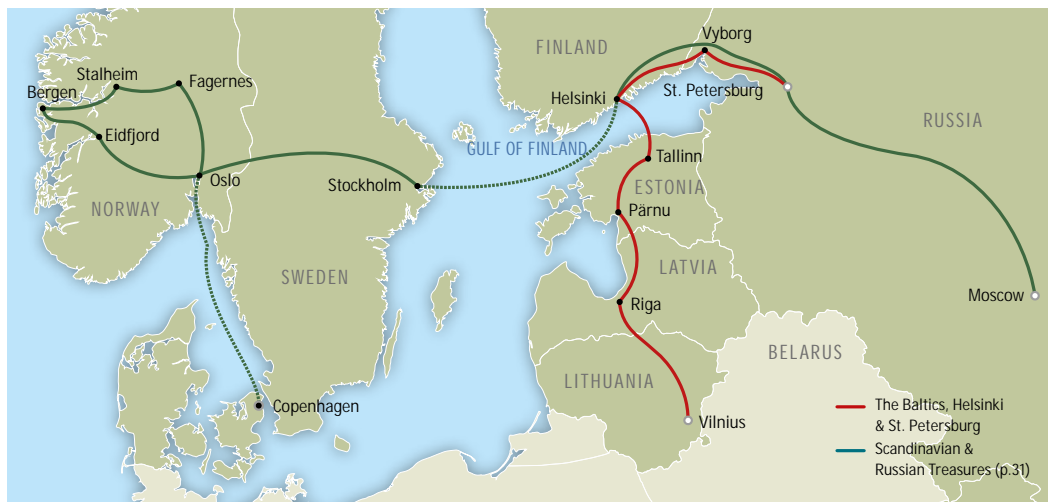 Vyborg
FINLAND
Stalheim
Fagernes
Bergen
Helsinki
St. Petersburg
RUSSIA
Eidfjord
GULF OF FINLAND
Tallinn
Oslo
Stockholm
ESTONIA
NORWAY
Pärnu
SWEDEN
LATVIA
Moscow
Riga
BELARUS
LITHUANIA
Copenhagen
Vilnius
The Baltics, Helsinki
& St. Petersburg
Scandinavian &
Russian Treasures (p.31)